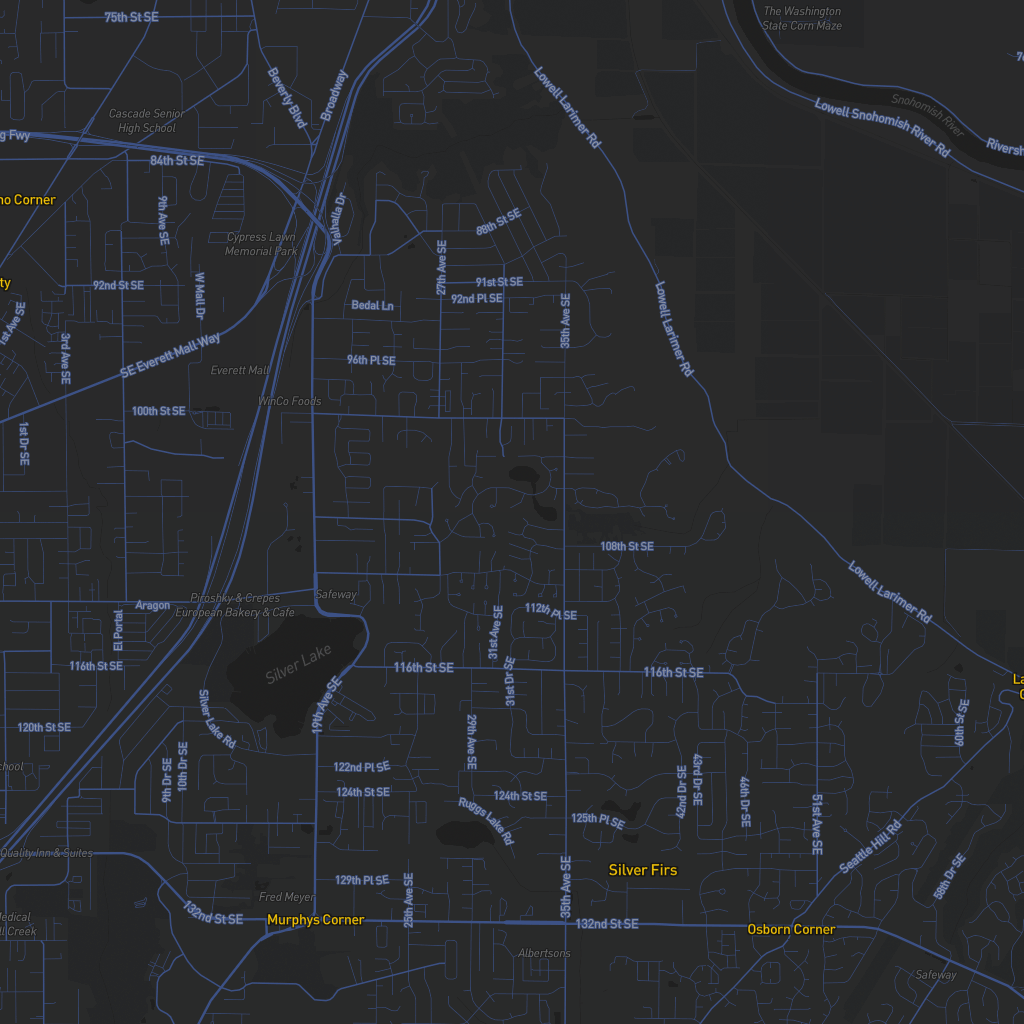 75th St SE
The Washington
State Corn Maze
Beverly Blvd
Broadway
Lowell Larimer Rd
Lowell Snohomish River Rd
Snohomish River
Cascade Senior
High School
g Fwy
84th St SE
9th Ave SE
Valhalla Dr
88th St SE
Cypress Lawn
Memorial Park
27th Ave SE
92nd St SE
W Mall Dr
91st St SE
92nd Pl SE
Bedal Ln
35th Ave SE
Lowell Larimer Rd
1st Ave SE
3rd Ave SE
SE Everett Mall Way
96th Pl SE
Everett Mall
WinCo Foods
100th St SE
1st Dr SE
108th St SE
Lowell Larimer Rd
Piroshky & Crepes
European Bakery & Cafe
Safeway
Aragon
El Portal
31st Ave SE
112th Pl SE
Silver Lake
116th St SE
116th St SE
116th St SE
31st Dr SE
19th Ave SE
Silver Lake Rd
120th St SE
29th Ave SE
60th St SE
9th Dr SE
10th Dr SE
122nd Pl SE
124th St SE
124th St SE
Ruggs Lake Rd
125th Pl SE
42nd Dr SE
43rd Dr SE
46th Dr SE
51st Ave SE
Seattle Hill Rd
58th Dr SE
Quality Inn & Suites
129th Pl SE
25th Ave SE
35th Ave SE
Silver Firs
Fred Meyer
132nd St SE
Murphys Corner
132nd St SE
Osborn Corner
Albertsons
Safeway